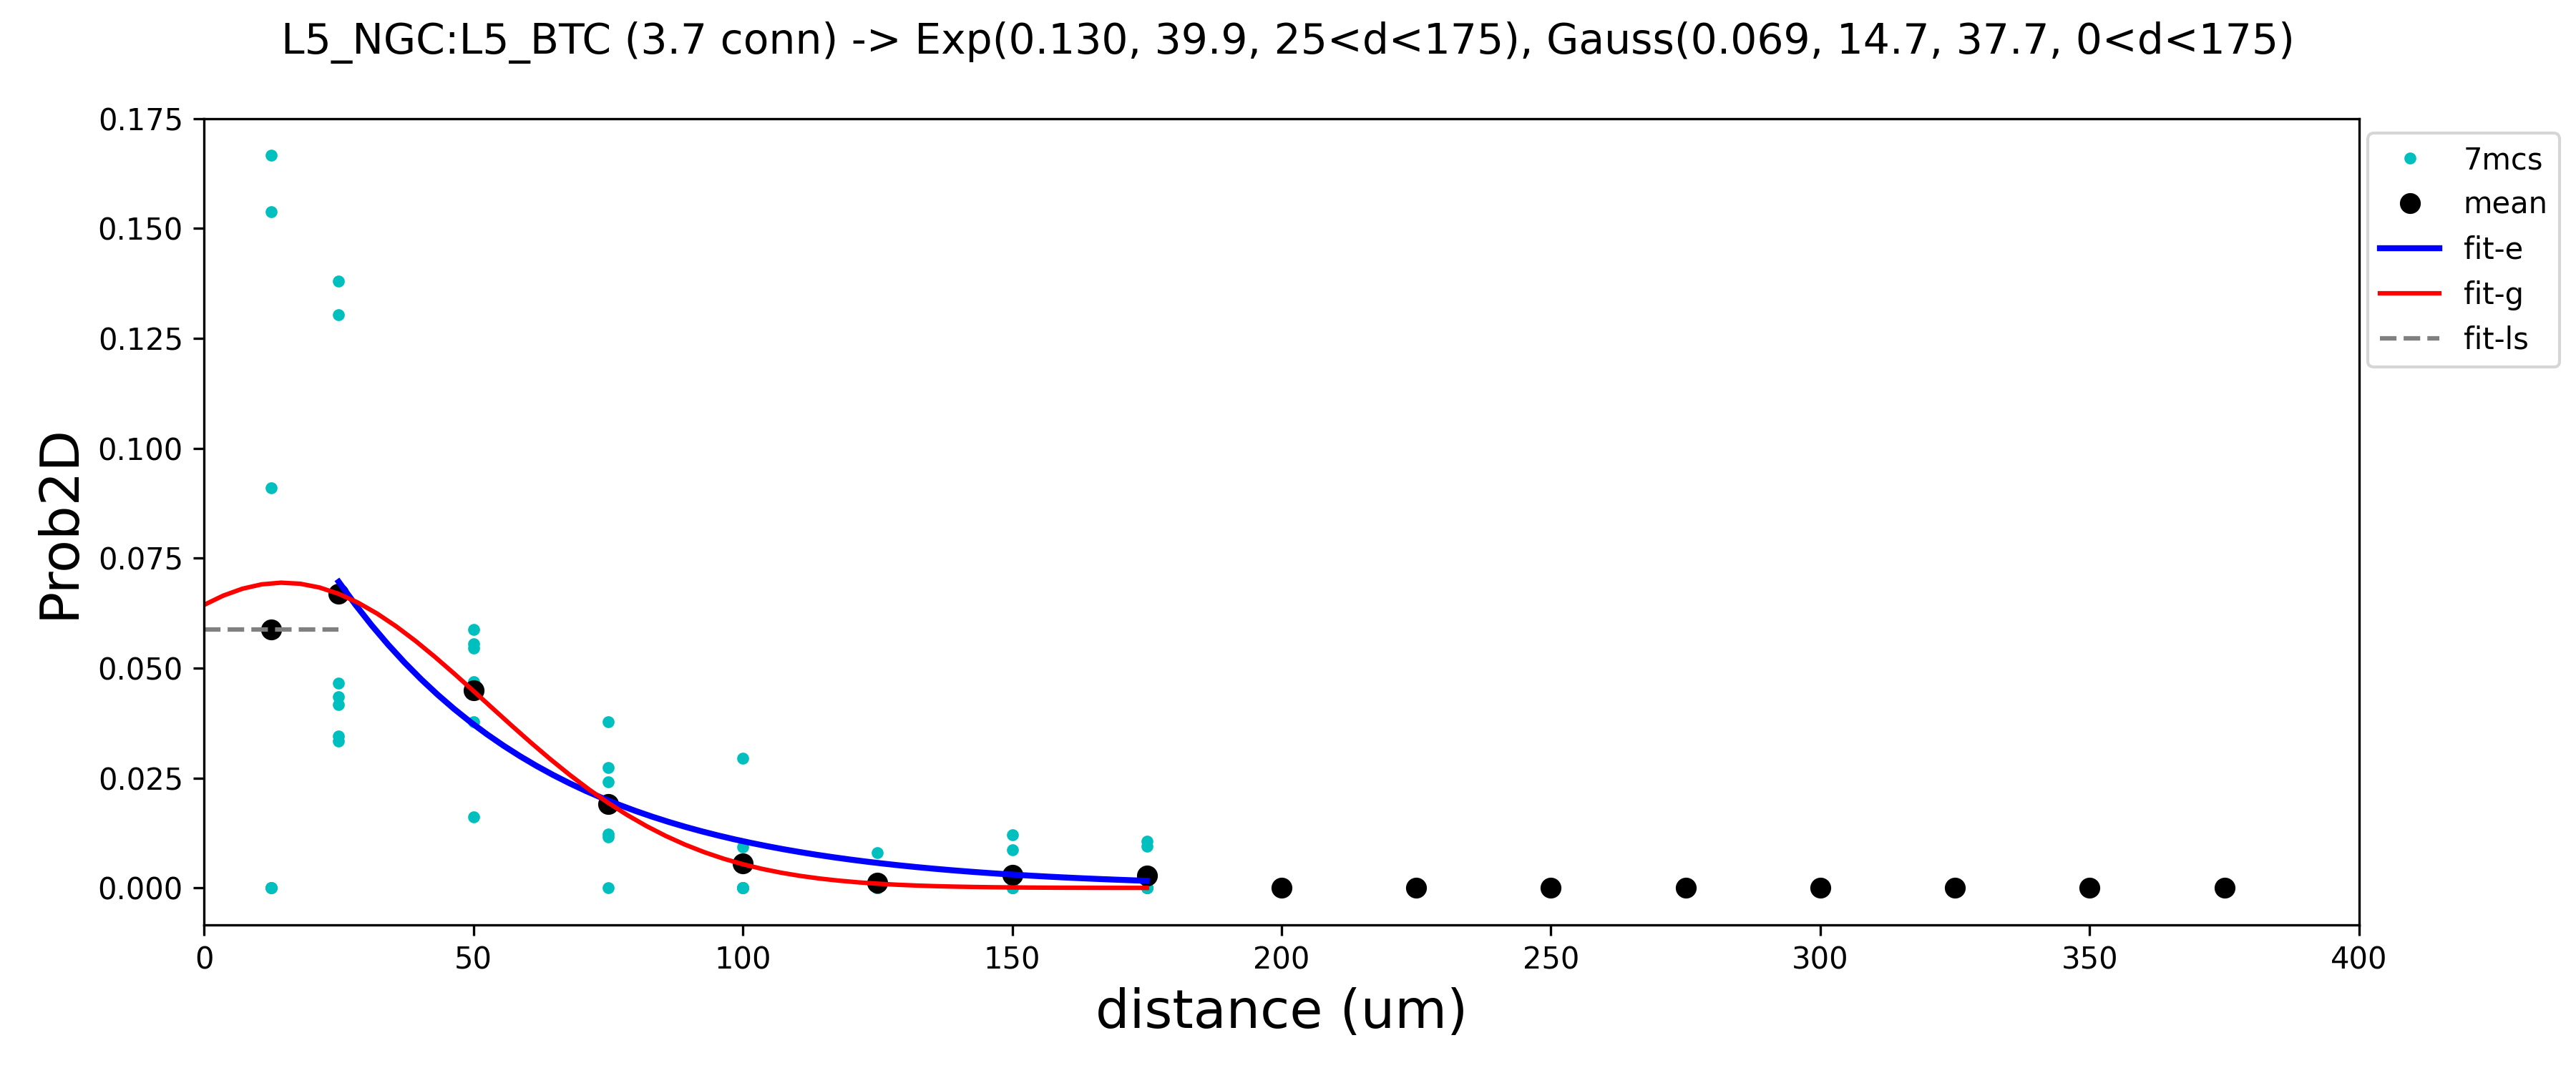 L5_NGC:L5_BTC (3.7 conn) -> Exp(0.130, 39.9, 25<d<175), Gauss(0.069, 14.7, 37.7, 0<d<175)
0.175
0.150
0.125
0.100
0.075
0.050
0.025
0.000
Prob2D
0 50 100 150 200 250 300 350 400
distance (um)
7mcs
mean
fit-e
fit-g
fit-ls